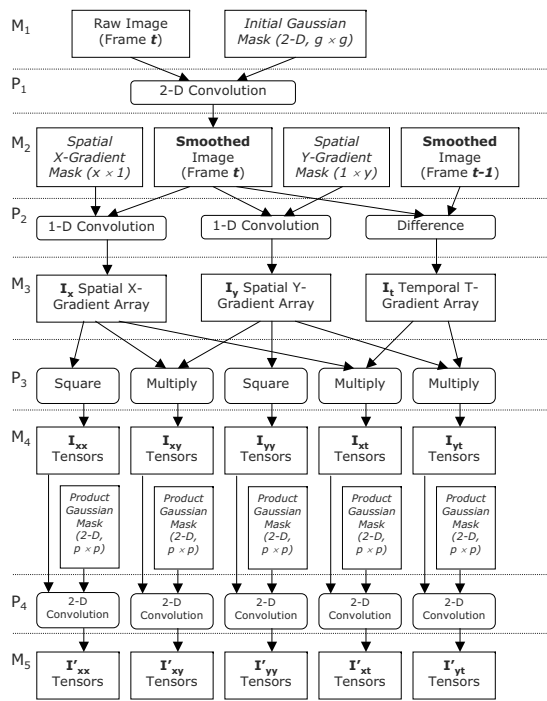 M1
Raw Image
(Frame t)
Initial Gaussian
Mask (2-D, g × g)
P1
2-D Convolution
M2
Spatial
X-Gradient
Mask (x × 1)
Smoothed
Image
(Frame t)
Spatial
Y-Gradient
Mask (1 × y)
Smoothed
Image
(Frame t-1)
P2
1-D Convolution
1-D Convolution
Difference
M3
Ix Spatial X-
Gradient Array
Iy Spatial Y-
Gradient Array
It Temporal T-
Gradient Array
P3
Square
Multiply
Square
Multiply
Multiply
M4
Ixx
Tensors
Ixy
Tensors
Iyy
Tensors
Ixt
Tensors
Iyt
Tensors
Product
Gaussian
Mask
(2-D,
p × p)
Product
Gaussian
Mask
(2-D,
p × p)
Product
Gaussian
Mask
(2-D,
p × p)
Product
Gaussian
Mask
(2-D,
p × p)
Product
Gaussian
Mask
(2-D,
p × p)
P4
2-D
Convolution
2-D
Convolution
2-D
Convolution
2-D
Convolution
2-D
Convolution
M5
I'xx
Tensors
I'xy
Tensors
I'yy
Tensors
I'xt
Tensors
I'yt
Tensors